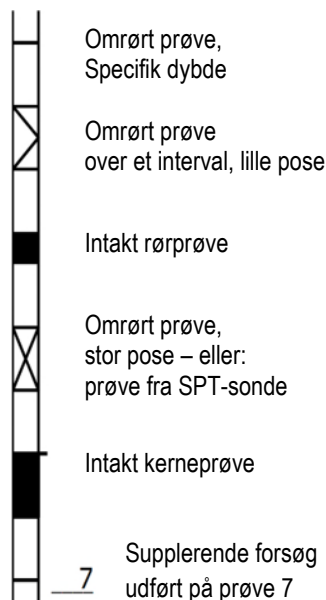 Omrørt prøve,
Specifik dybde
Omrørt prøve
over et interval, lille pose
Intakt rørprøve
Omrørt prøve,
stor pose – eller:
prøve fra SPT-sonde
Intakt kerneprøve
Supplerende forsøg
7 udført på prøve 7